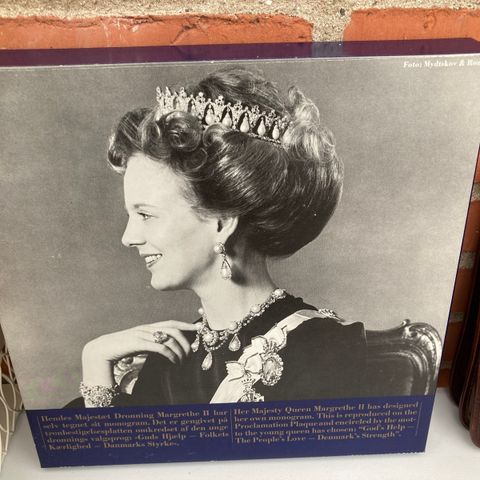 Foto: Mydtskov &
Hendes Majestæt Dronning Margrethe II har
selv tegnet sit monogram. Det er gengivet på
tronbestigelsesplatten omkredset af den unge
dronnings valgsprog: »Guds Hjælp – Folkets
Kærlighed – Danmarks Styrke«.
Her Majesty Queen Margrethe II has designed
her own monogram. This is reproduced on the
Proclamation Plaque and encircled by the mot-
to the young queen has chosen: "God's Help –
The People's Love – Denmark's Strength".